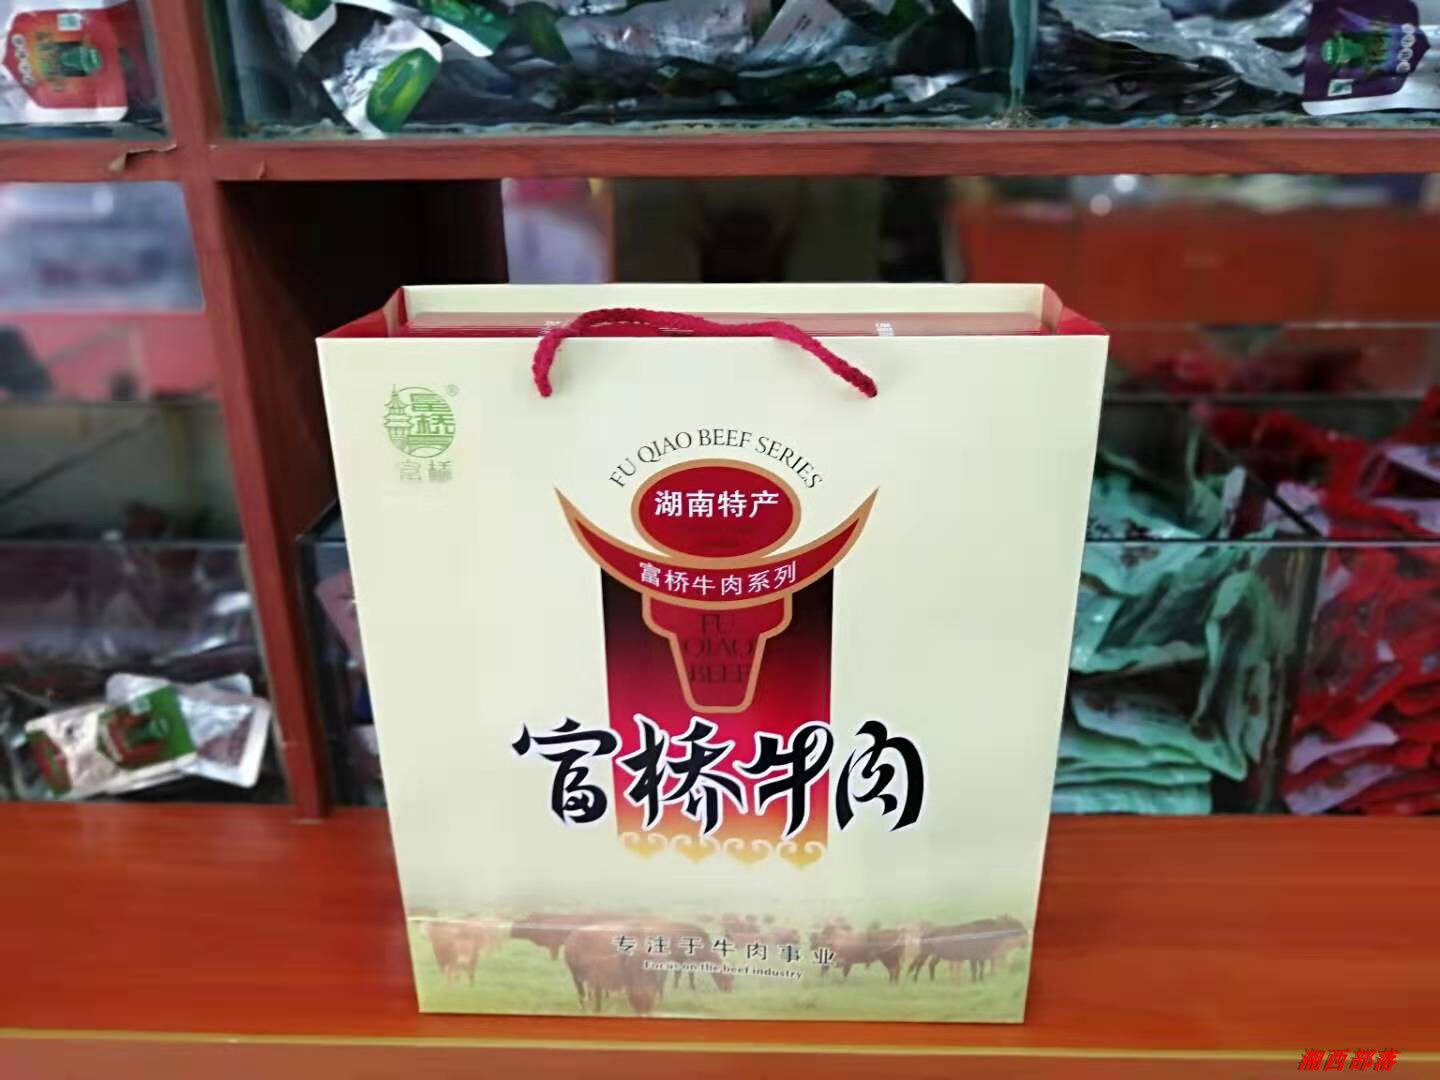 富桥
®
富桥
FU QIAO BEEF SERIES
湖南特产
富桥牛肉系列
FU
QIAO
BEEF
富桥牛肉
专注于牛肉事业
Focus on the beef industry
湘西部落